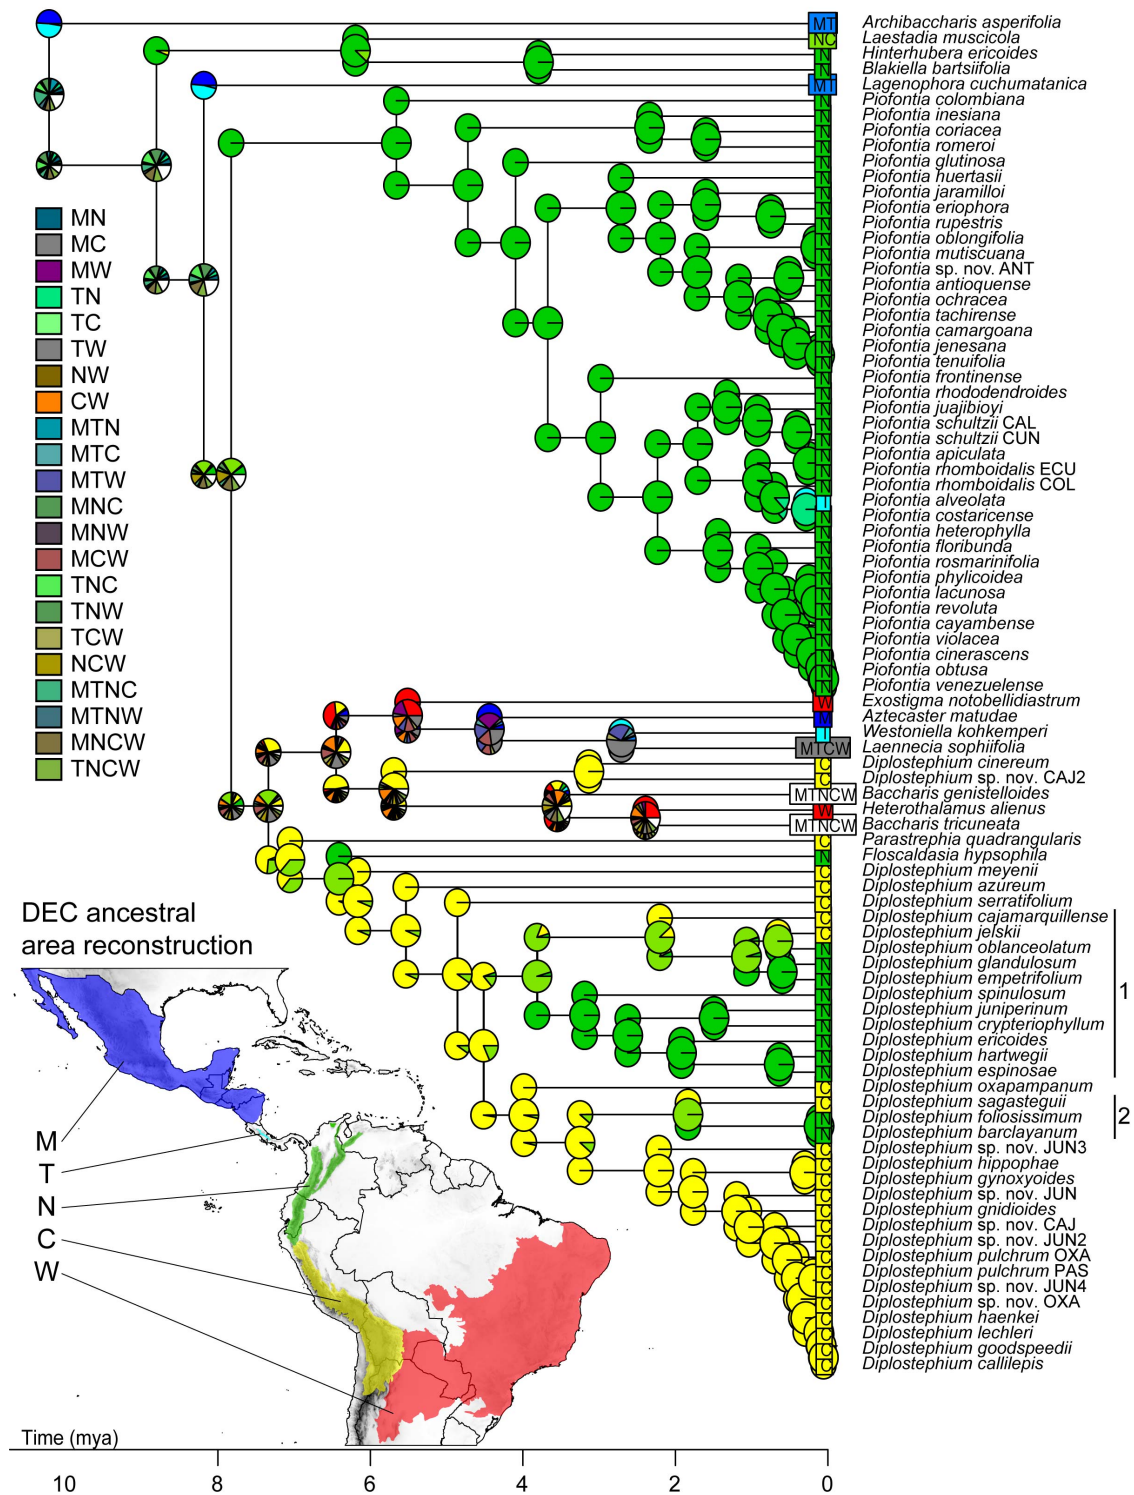 MT Archibaccharis asperifolia
NC Laestadia muscicola
N Hinterhubera ericoides
N Blakiella bartsiifolia
MT Lagenophora cuchumatanica
N Piofontia colombiana
N Piofontia inesiana
N Piofontia coriacea
N Piofontia romeroi
N Piofontia glutinosa
N Piofontia huertasii
N Piofontia jaramilloi
N Piofontia eriophora
N Piofontia rupestris
N Piofontia oblongifolia
N Piofontia mutiscuana
N Piofontia sp. nov. ANT
N Piofontia antioquense
N Piofontia ochracea
N Piofontia tachirense
N Piofontia camargoana
N Piofontia jenesana
N Piofontia tenuifolia
N Piofontia frontinense
N Piofontia rhododendroides
N Piofontia juajibioyi
N Piofontia schultzii CAL
N Piofontia schultzii CUN
N Piofontia apiculata
N Piofontia rhomboidalis ECU
N Piofontia rhomboidalis COL
T Piofontia alveolata
N Piofontia costaricense
N Piofontia heterophylla
N Piofontia floribunda
N Piofontia rosmarinifolia
N Piofontia phylicoidea
N Piofontia lacunosa
N Piofontia revoluta
N Piofontia cayambense
N Piofontia violacea
N Piofontia cinerascens
N Piofontia obtusa
N Piofontia venezuelense
W Exostigma notobellidiastrum
M Aztecaster matudae
T Westoniella kohkemperi
MTCW Laennecia sophiifolia
C Diplostephium cinereum
C Diplostephium sp. nov. CAJ2
MTNCW Baccharis genistelloides
W Heterothalamus alienus
MTNCW Baccharis tricuneata
C Parastrephia quadrangularis
N Floscaldasia hypsophila
C Diplostephium meyenii
C Diplostephium azureum
C Diplostephium serratifolium
C Diplostephium cajamarquillense
C Diplostephium jelskii
N Diplostephium oblanceolatum
N Diplostephium glandulosum
N Diplostephium empetrifolium
N Diplostephium spinulosum
N Diplostephium juniperinum
N Diplostephium crypteriophyllum
N Diplostephium ericoides
N Diplostephium hartwegii
N Diplostephium espinosae
C Diplostephium oxapampanum
C Diplostephium sagasteguii
N Diplostephium foliosissimum
N Diplostephium barclayanum
C Diplostephium sp. nov. JUN3
C Diplostephium hippophae
C Diplostephium gynoxyoides
C Diplostephium sp. nov. JUN
C Diplostephium gnidioides
C Diplostephium sp. nov. CAJ
C Diplostephium sp. nov. JUN2
C Diplostephium pulchrum OXA
C Diplostephium pulchrum PAS
C Diplostephium sp. nov. JUN4
C Diplostephium sp. nov. OXA
C Diplostephium haenkei
C Diplostephium lechleri
C Diplostephium goodspeedii
C Diplostephium callilepis
1
2
MN
MC
MW
TN
TC
TW
NW
CW
MTN
MTC
MTW
MNC
MNW
MCW
TNC
TNW
TCW
NCW
MTNC
MTNW
MNCW
TNCW
DEC ancestral
area reconstruction
M
T
N
C
W
Time (mya)
10 8 6 4 2 0